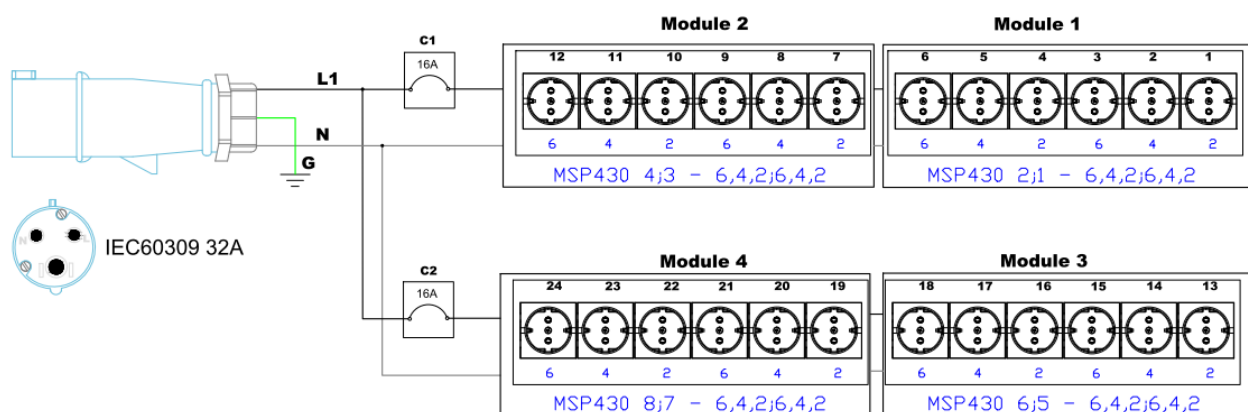 Module 2 Module 1
C1
16A
12 11 10 9 8 7 6 5 4 3 2 1
L1
N
G
6 4 2 6 4 2 6 4 2 6 4 2
MSP430 4;3 - 6,4,2;6,4,2 MSP430 2;1 - 6,4,2;6,4,2
N L
IEC60309 32A
Module 4 Module 3
C2
16A
24 23 22 21 20 19 18 17 16 15 14 13
6 4 2 6 4 2 6 4 2 6 4 2
MSP430 8;7 - 6,4,2;6,4,2 MSP430 6;5 - 6,4,2;6,4,2